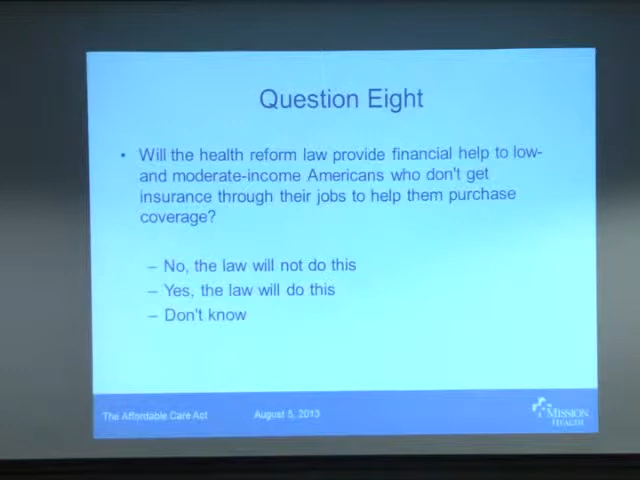 Question Eight
• Will the health reform law provide financial help to low-
and moderate-income Americans who don't get
insurance through their jobs to help them purchase
coverage?
– No, the law will not do this
– Yes, the law will do this
– Don't know
The Affordable Care Act August 5, 2013
MISSION
HEALTH